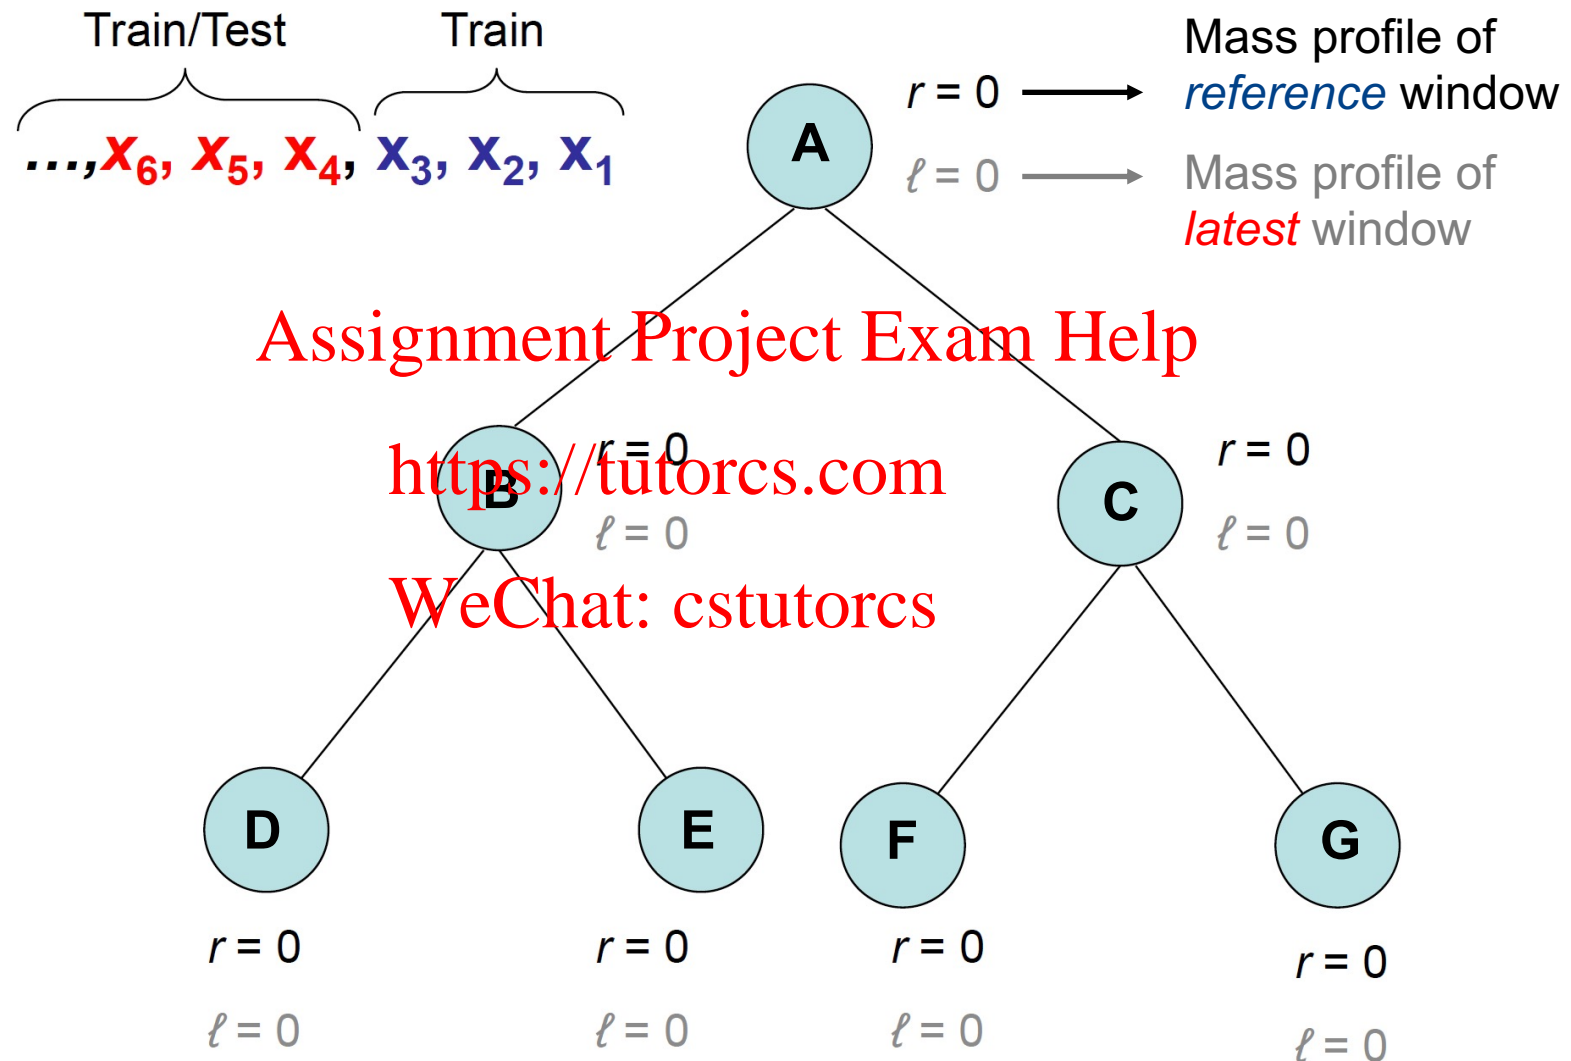 Train/Test
Train
…,x₆, x₅, x₄, x₃, x₂, x₁
A
r = 0
Mass profile of
reference window
ℓ = 0
Mass profile of
latest window
Assignment Project Exam Help
B
r = 0
https://tutorcs.com
ℓ = 0
C
r = 0
ℓ = 0
WeChat: cstutorcs
D
E
F
G
r = 0
r = 0
r = 0
r = 0
ℓ = 0
ℓ = 0
ℓ = 0
ℓ = 0